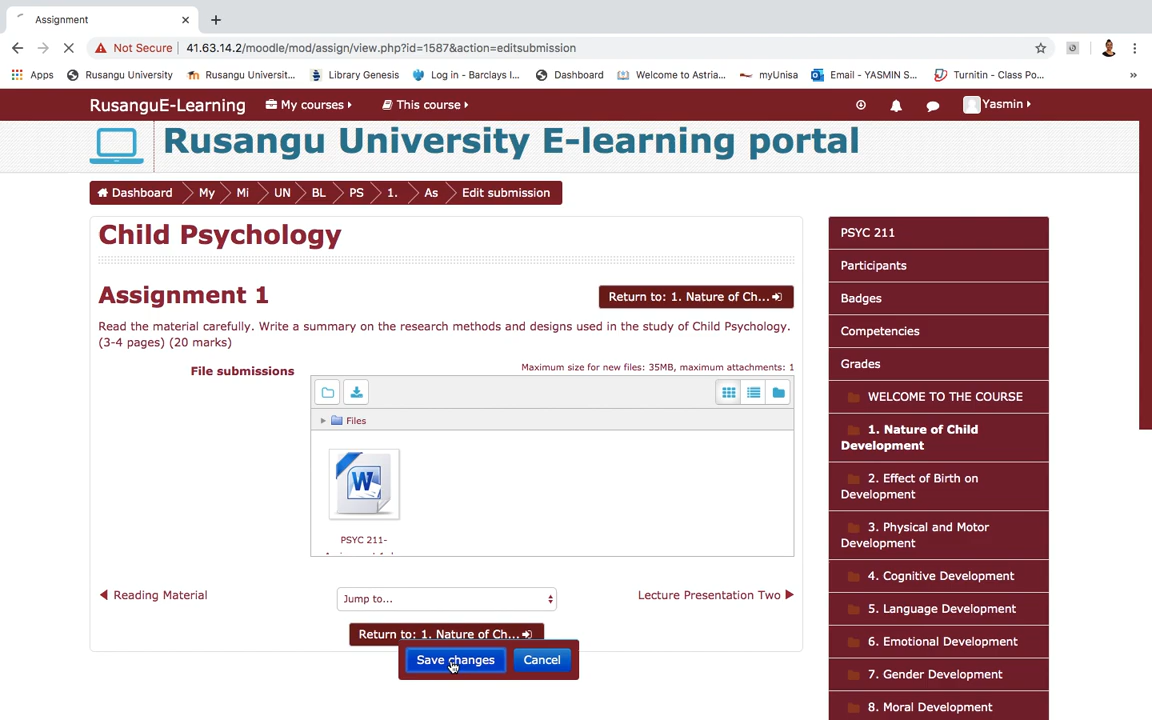 Assignment
Not Secure 41.63.14.2/moodle/mod/assign/view.php?id=1587&action=editsubmission
Apps Rusangu University Rusangu Universit... Library Genesis Log in - Barclays I... Dashboard Welcome to Astria... myUnisa Email - YASMIN S... Turnitin - Class Po... »
RusanguE-Learning My courses This course Yasmin
Rusangu University E-learning portal
Dashboard My Mi UN BL PS 1. As Edit submission
Child Psychology
Assignment 1
Return to: 1. Nature of Ch...
Read the material carefully. Write a summary on the research methods and designs used in the study of Child Psychology.
(3-4 pages) (20 marks)
File submissions
Maximum size for new files: 35MB, maximum attachments: 1
Files
W
PSYC 211-
Reading Material
Jump to...
Lecture Presentation Two
Return to: 1. Nature of Ch...
Save changes Cancel
PSYC 211
Participants
Badges
Competencies
Grades
WELCOME TO THE COURSE
1. Nature of Child
Development
2. Effect of Birth on
Development
3. Physical and Motor
Development
4. Cognitive Development
5. Language Development
6. Emotional Development
7. Gender Development
8. Moral Development